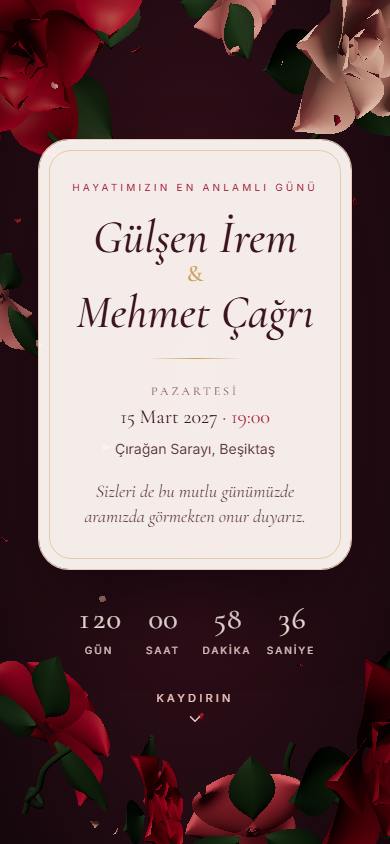 HAYATIMIZIN EN ANLAMLI GÜNÜ
Gülşen İrem
&
Mehmet Çağrı
PAZARTESİ
15 Mart 2027 · 19:00
Çırağan Sarayı, Beşiktaş
Sizleri de bu mutlu günümüzde
aramızda görmekten onur duyarız.
120 00 58 36
GÜN SAAT DAKİKA SANİYE
KAYDIRIN